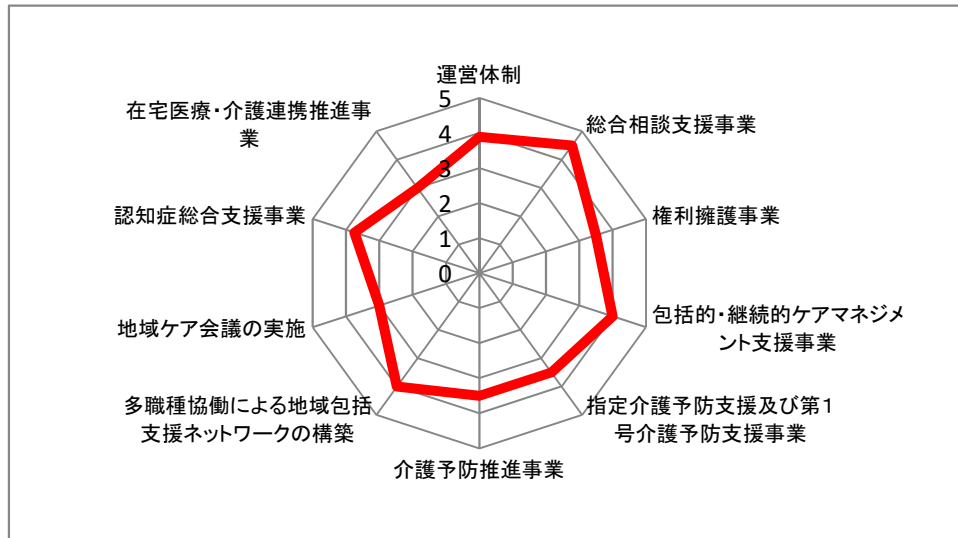 運営体制
総合相談支援事業
権利擁護事業
包括的・継続的ケアマネジメ
ント支援事業
指定介護予防支援及び第1
号介護予防支援事業
介護予防推進事業
多職種協働による地域包括
支援ネットワークの構築
地域ケア会議の実施
認知症総合支援事業
在宅医療・介護連携推進事
業
5
4
3
2
1
0